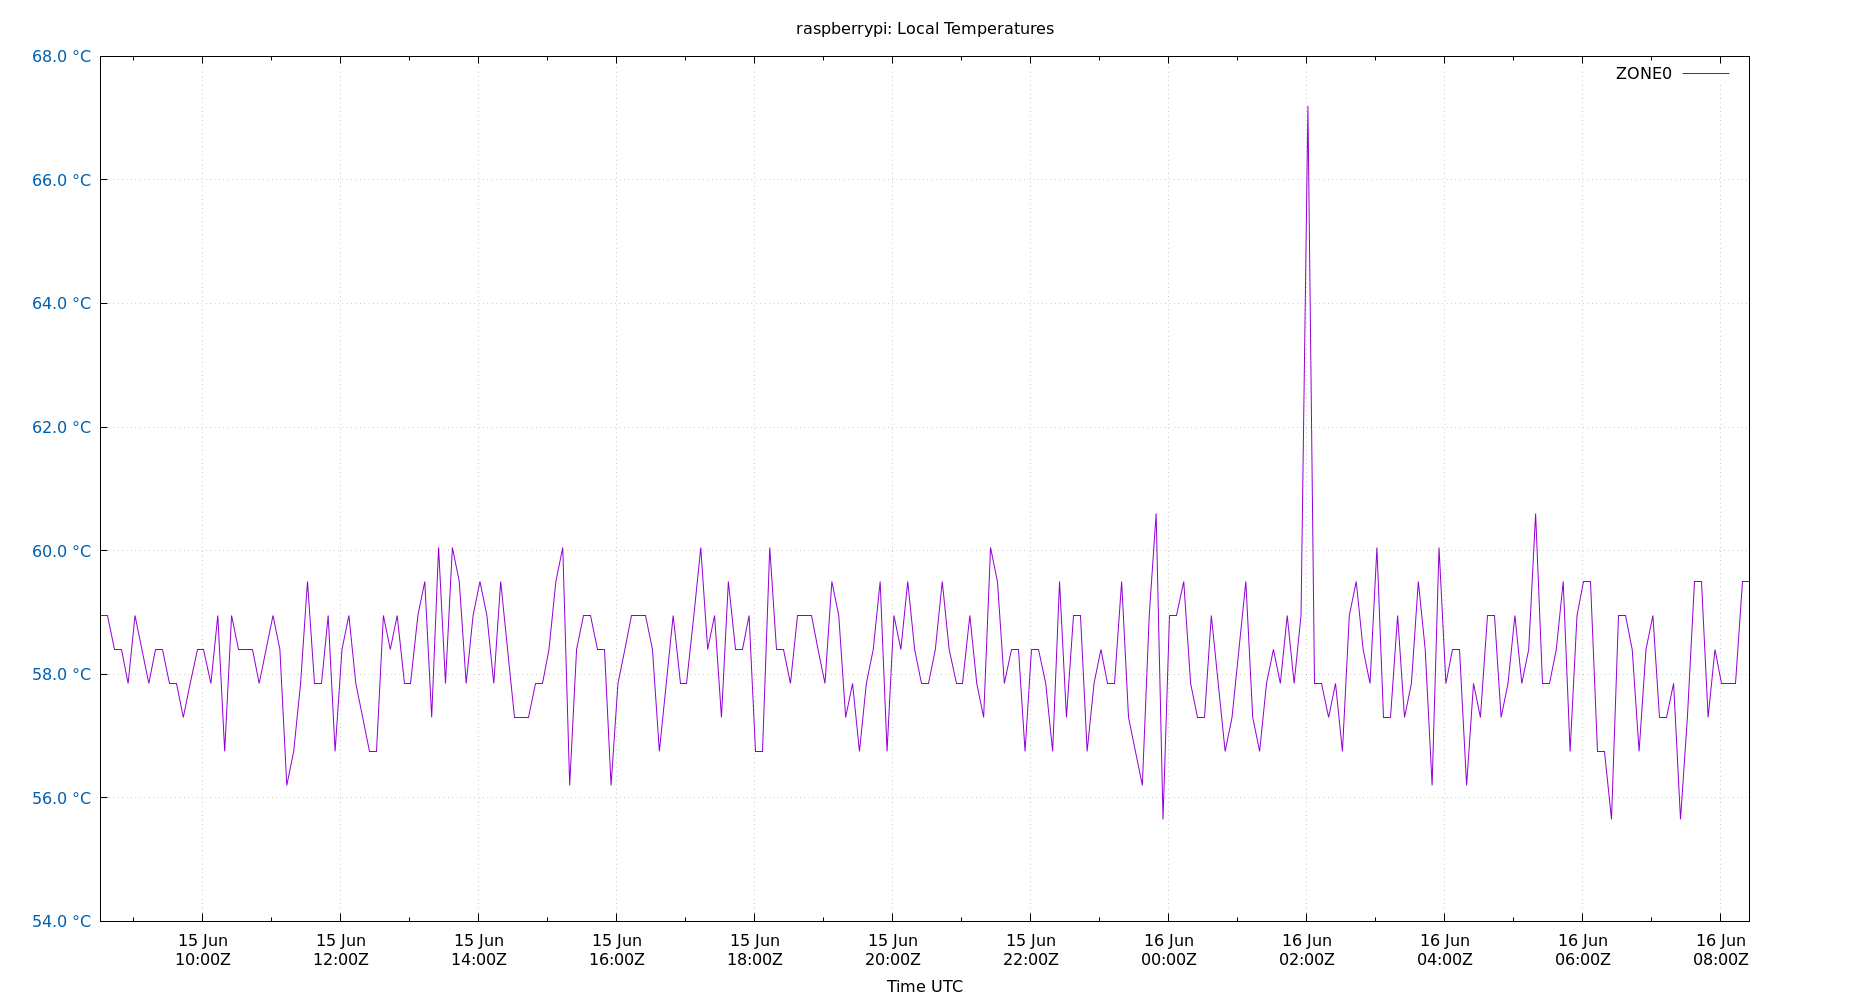 raspberrypi: Local Temperatures
68.0 °C
66.0 °C
64.0 °C
62.0 °C
60.0 °C
58.0 °C
56.0 °C
54.0 °C
ZONE0
15 Jun 15 Jun 15 Jun 15 Jun 15 Jun 15 Jun 15 Jun 16 Jun 16 Jun 16 Jun 16 Jun 16 Jun
10:00Z 12:00Z 14:00Z 16:00Z 18:00Z 20:00Z 22:00Z 00:00Z 02:00Z 04:00Z 06:00Z 08:00Z
Time UTC